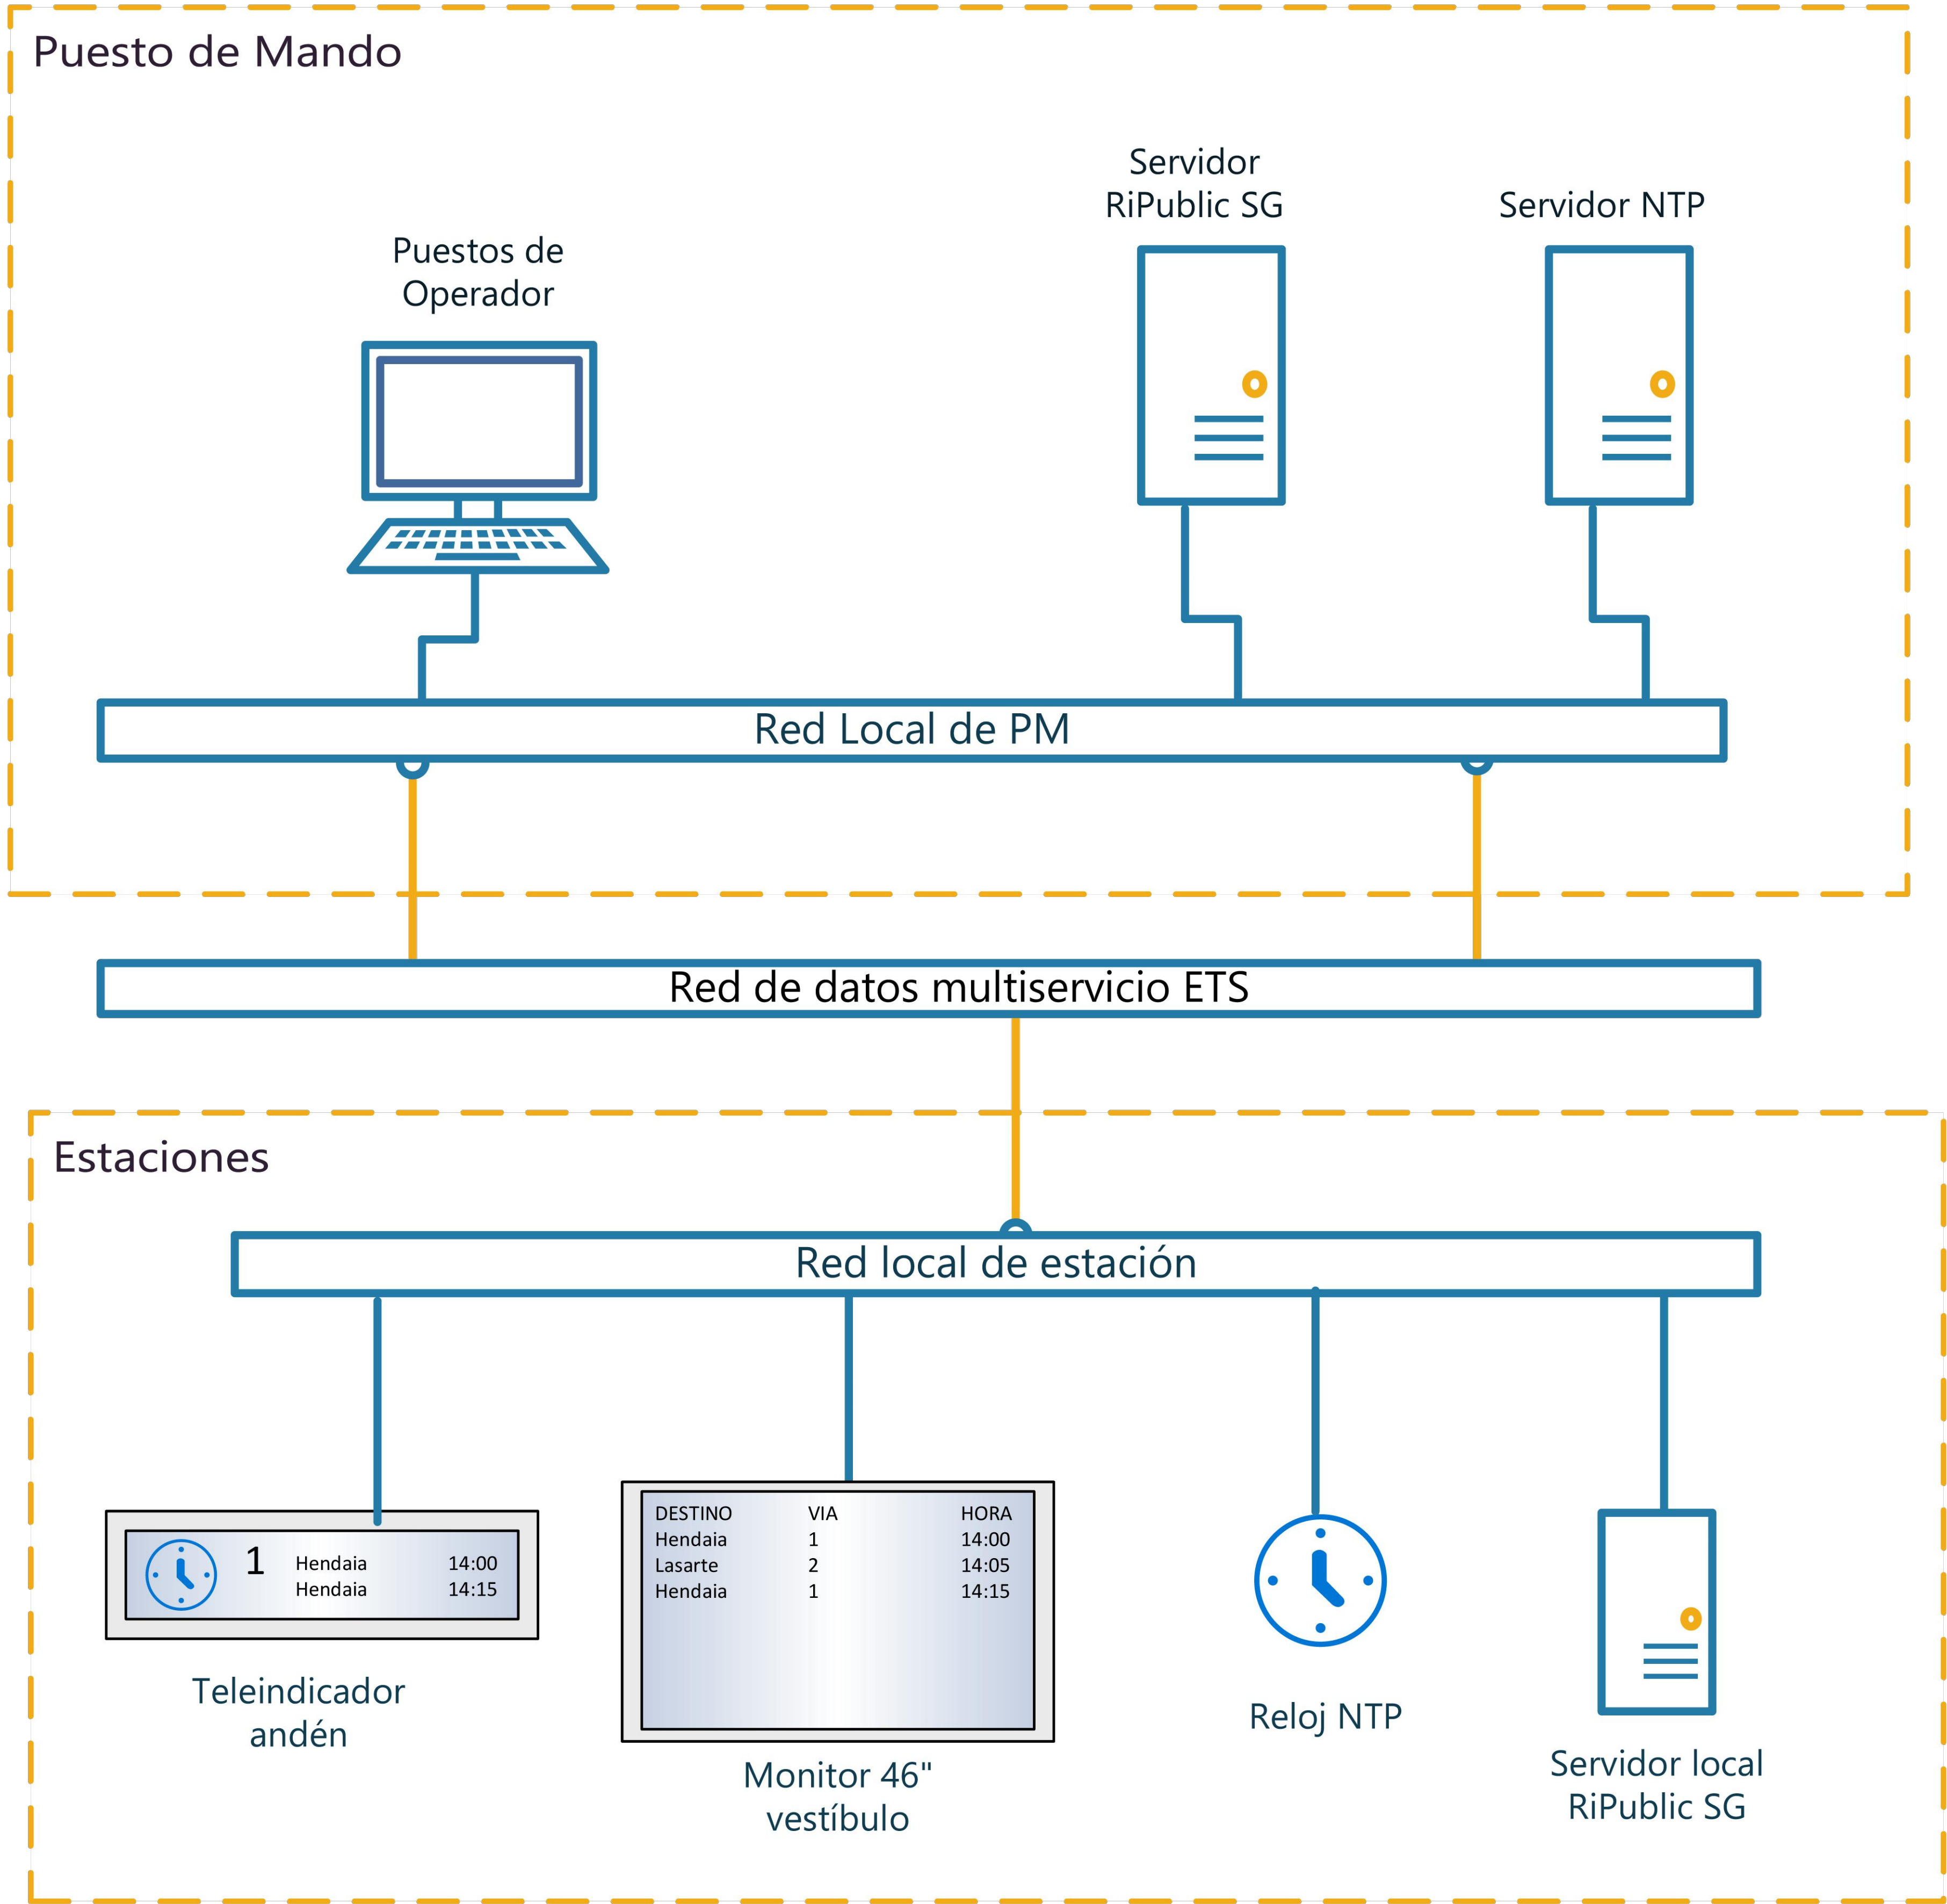 Puesto de Mando
Servidor
RiPublic SG
Servidor NTP
Puestos de
Operador
Red Local de PM
Red de datos multiservicio ETS
Estaciones
Red local de estación
1 Hendaia 14:00
Hendaia 14:15
Teleindicador
andén
DESTINO VIA HORA
Hendaia 1 14:00
Lasarte 2 14:05
Hendaia 1 14:15
Monitor 46"
vestíbulo
Reloj NTP
Servidor local
RiPublic SG